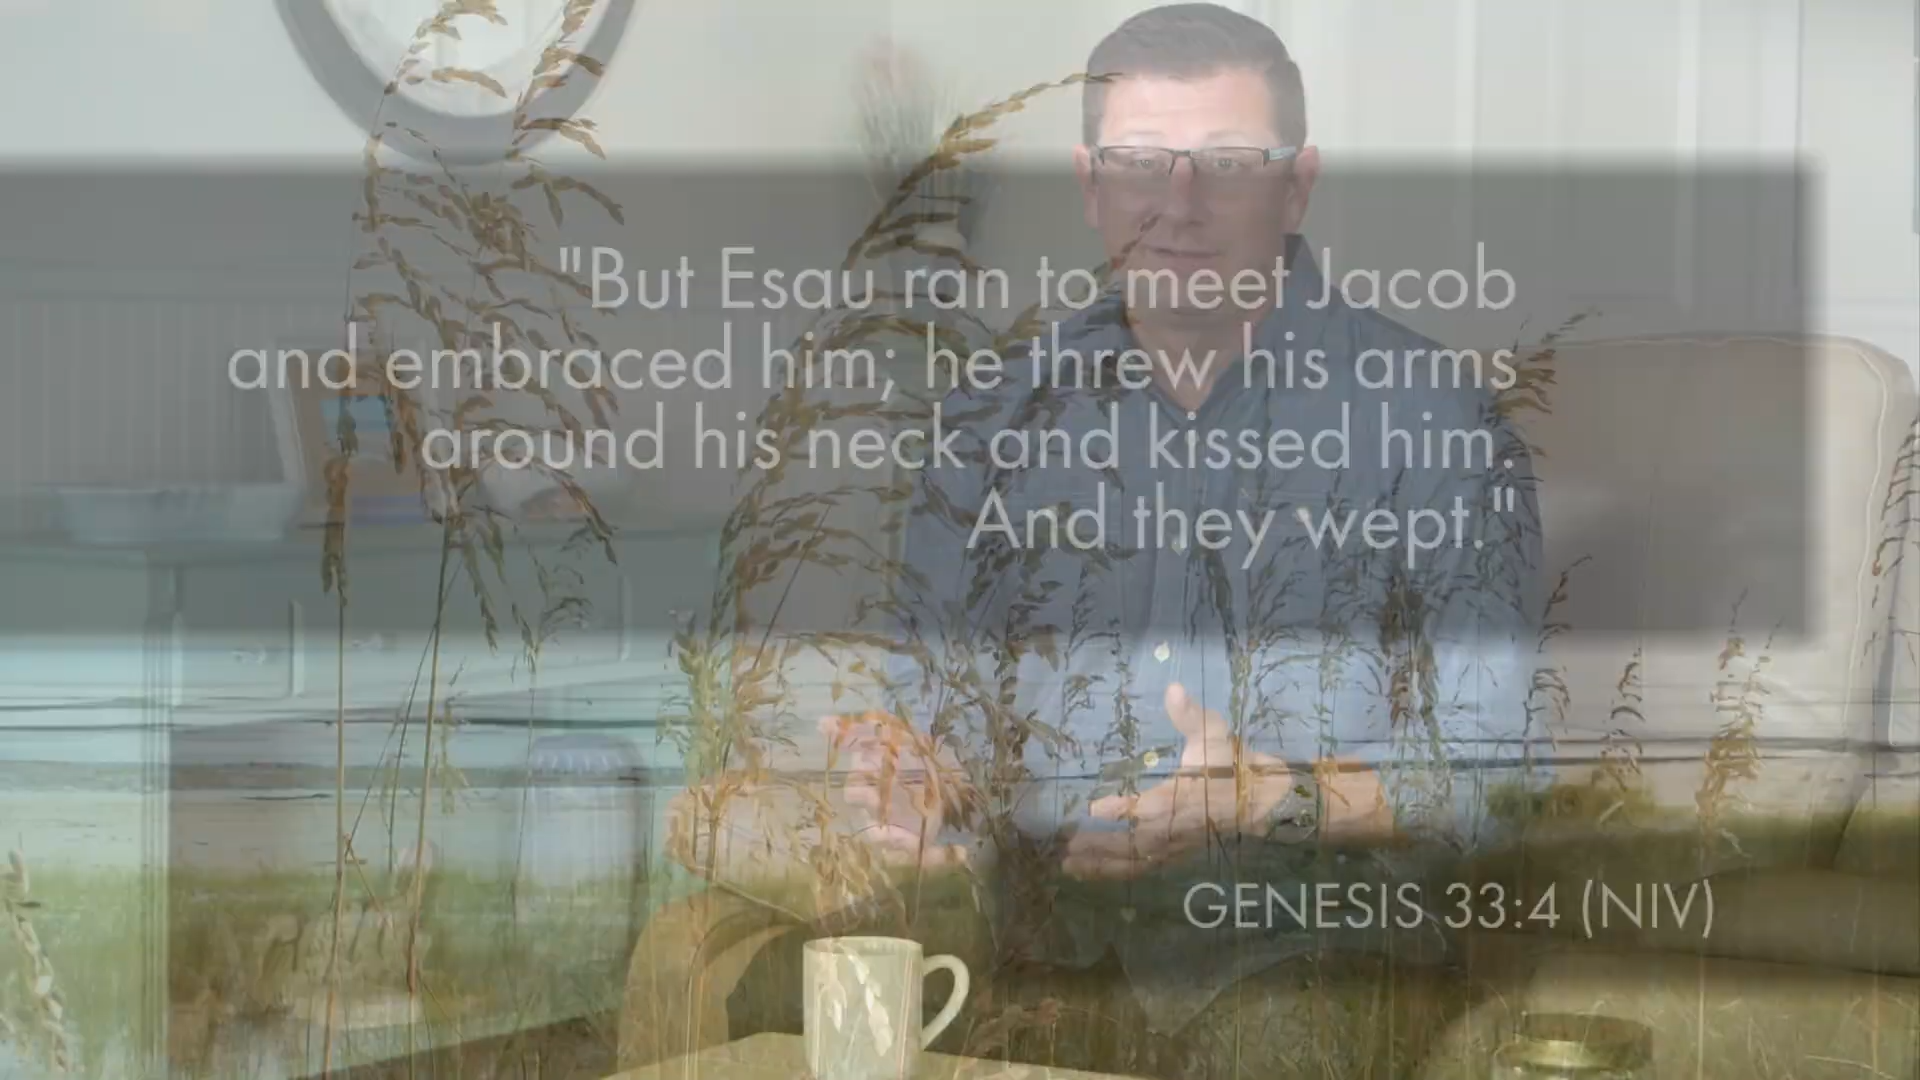 "But Esau ran to meet Jacob
and embraced him; he threw his arms
around his neck and kissed him.
And they wept."
GENESIS 33:4 (NIV)